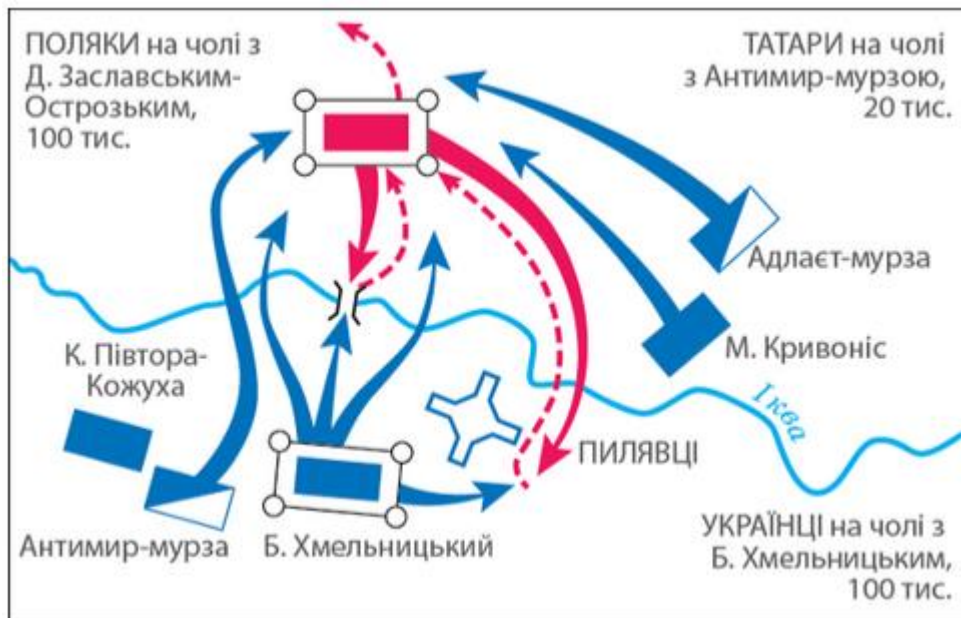 ПОЛЯКИ на чолі з
Д. Заславським-
Острозьким,
100 тис.
ТАТАРИ на чолі
з Антимир-мурзою,
20 тис.
Адлаєт-мурза
М. Кривоніс
К. Півтора-
Кожуха
Іква
ПИЛЯВЦІ
Антимир-мурза
Б. Хмельницький
УКРАЇНЦІ на чолі з
Б. Хмельницьким,
100 тис.